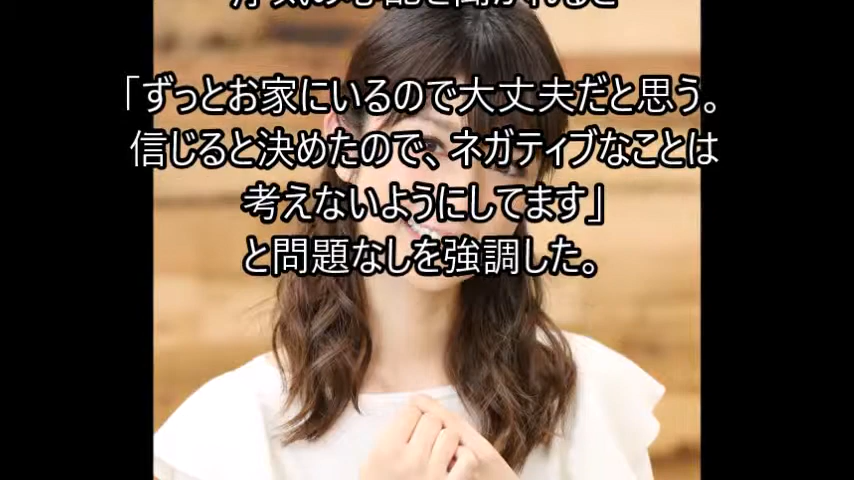 「ずっとお家にいるので大丈夫だと思う。
信じると決めたので、ネガティブなことは
考えないようにしてます」
と問題なしを強調した。